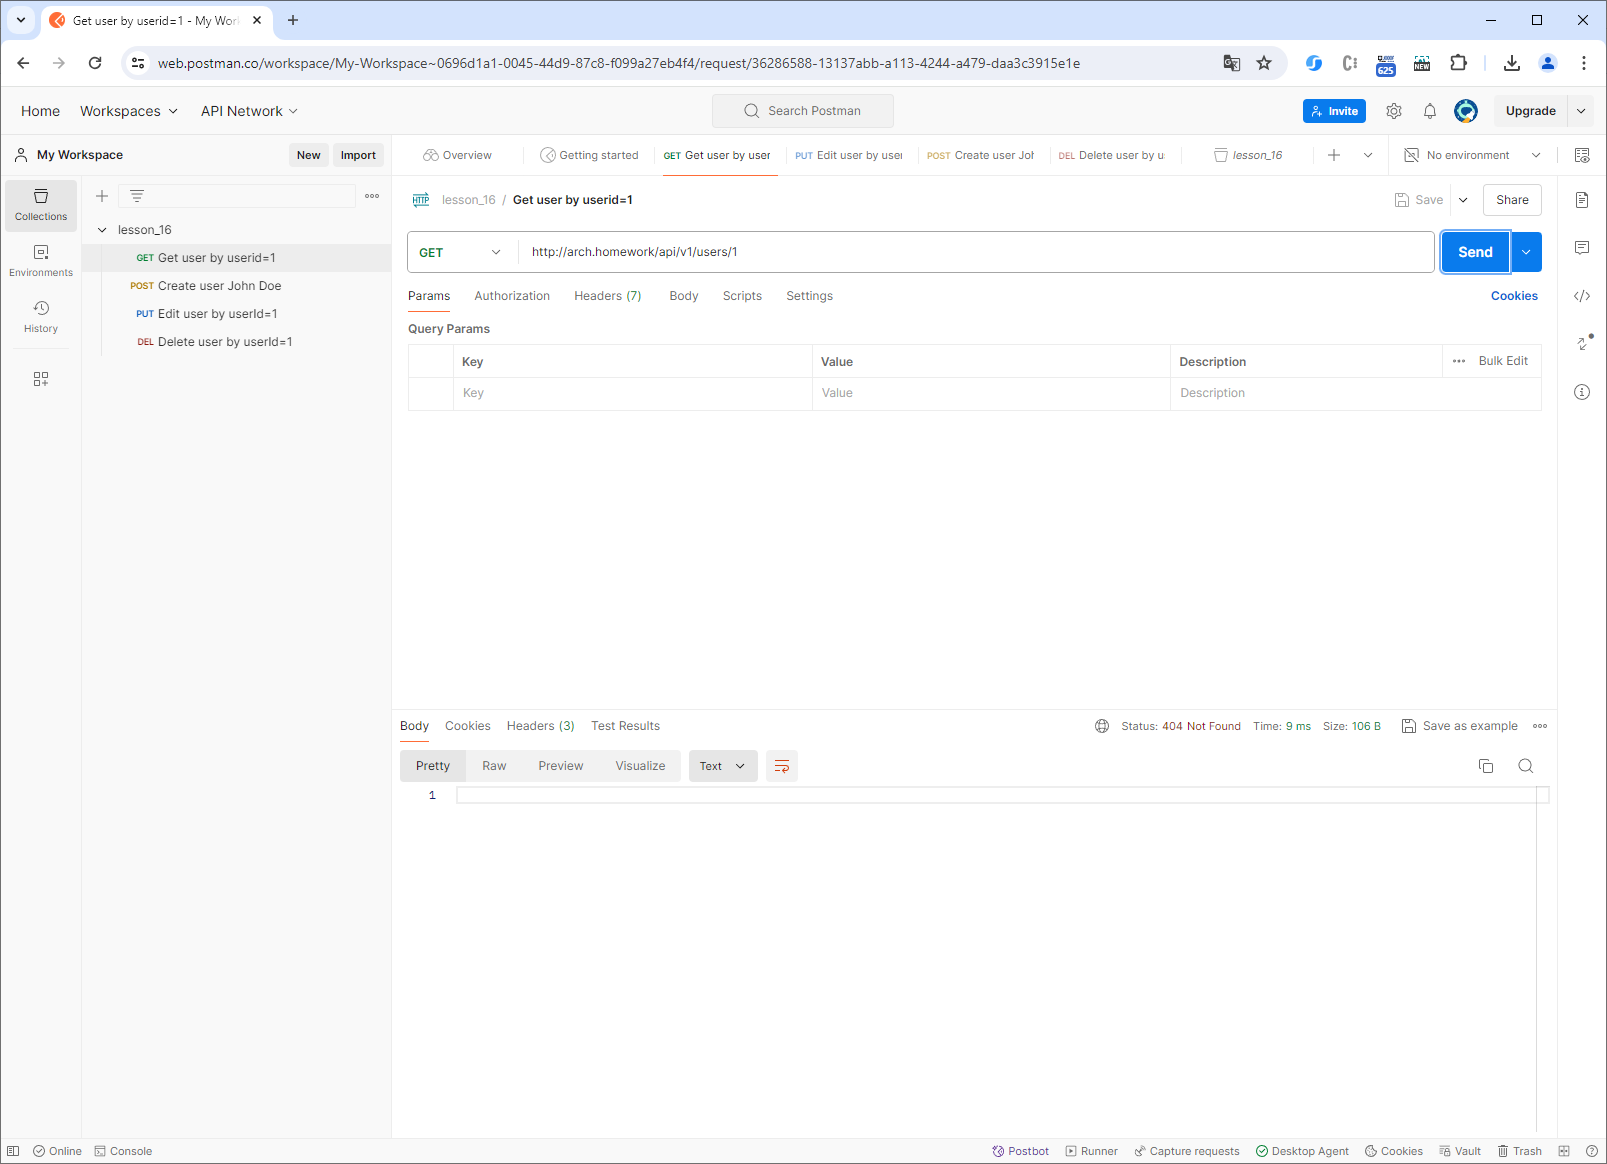 Get user by userid=1 - My Wor
web.postman.co/workspace/My-Workspace~0696d1a1-0045-44d9-87c8-f099a27eb4f4/request/36286588-13137abb-a113-4244-a479-daa3c3915e1e
625
NEW
Home
Workspaces
API Network
Search Postman
Invite
Upgrade
My Workspace
New
Import
Overview
Getting started
GET Get user by user
PUT Edit user by user
POST Create user Joh
DEL Delete user by u
lesson_16
No environment
Collections
Environments
History
lesson_16
GET Get user by userid=1
POST Create user John Doe
PUT Edit user by userId=1
DEL Delete user by userId=1
HTTP lesson_16 / Get user by userid=1
Save
Share
GET
http://arch.homework/api/v1/users/1
Send
Params
Authorization
Headers (7)
Body
Scripts
Settings
Cookies
Query Params
Key
Value
Description
Bulk Edit
Key
Value
Description
Body
Cookies
Headers (3)
Test Results
Status: 404 Not Found
Time: 9 ms
Size: 106 B
Save as example
Pretty
Raw
Preview
Visualize
Text
1
Online
Console
Postbot
Runner
Capture requests
Desktop Agent
Cookies
Vault
Trash